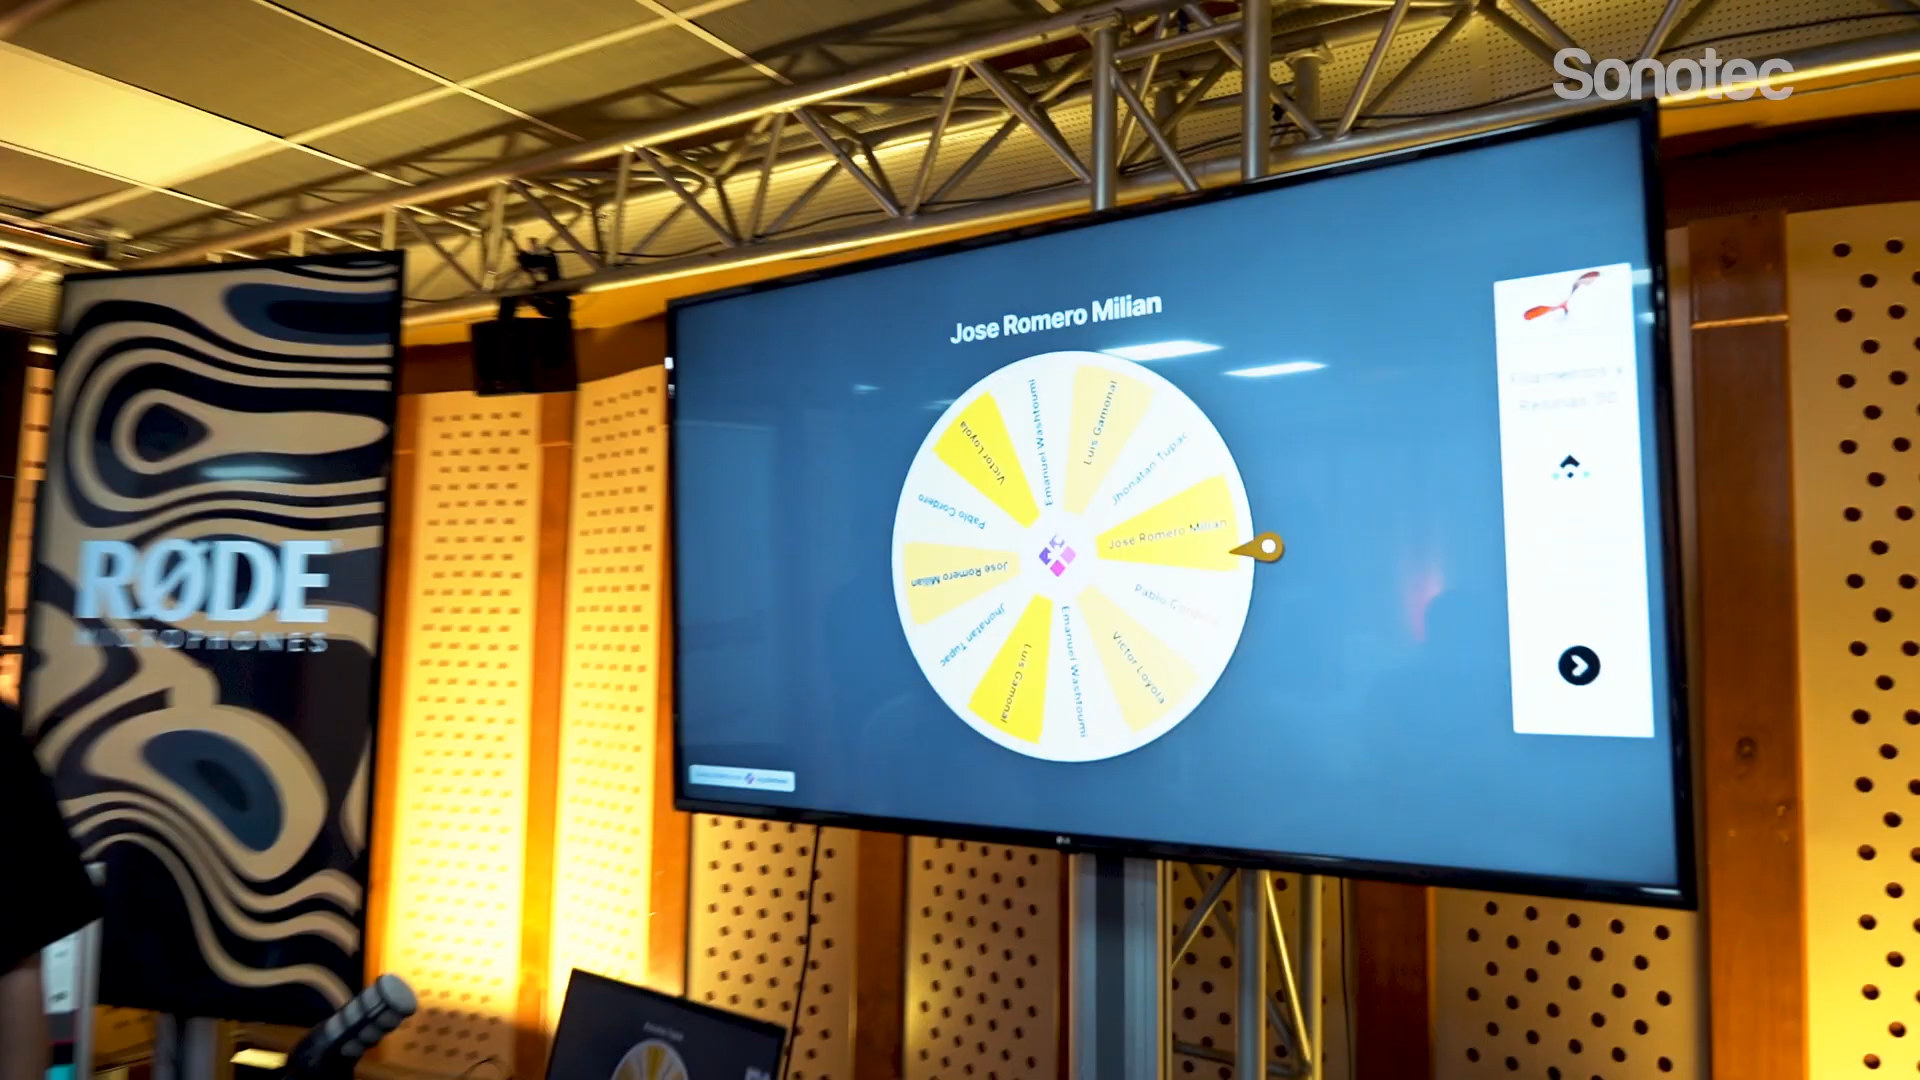 Sonotec
Jose Romero Milian
RØDE
MICROPHONES
Emanuel Washtoumi
Luis Gamonal
Jhonatan Tupac
Jose Romero Milian
Pablo Cordero
Victor Loyola
Emanuel Washtoumi
Luis Gamonal
Jhonatan Tupac
Jose Romero Milian
Pablo Cordero
Victor Loyola
LG